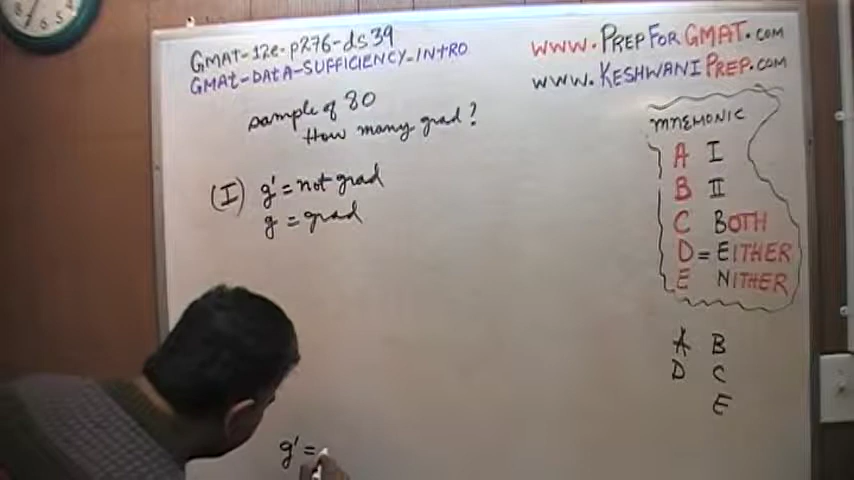 GMAT-12e-p276-ds39
GMAT-DATA-SUFFICIENCY-INTRO
sample of 80
How many grad?
(I) g' = not grad
g = grad
g' =
www.PREPFORGMAT.com
www.KESHWANIPREP.com
MNEMONIC
A I
B II
C BOTH
D = EITHER
E NITHER
A B
D C
E